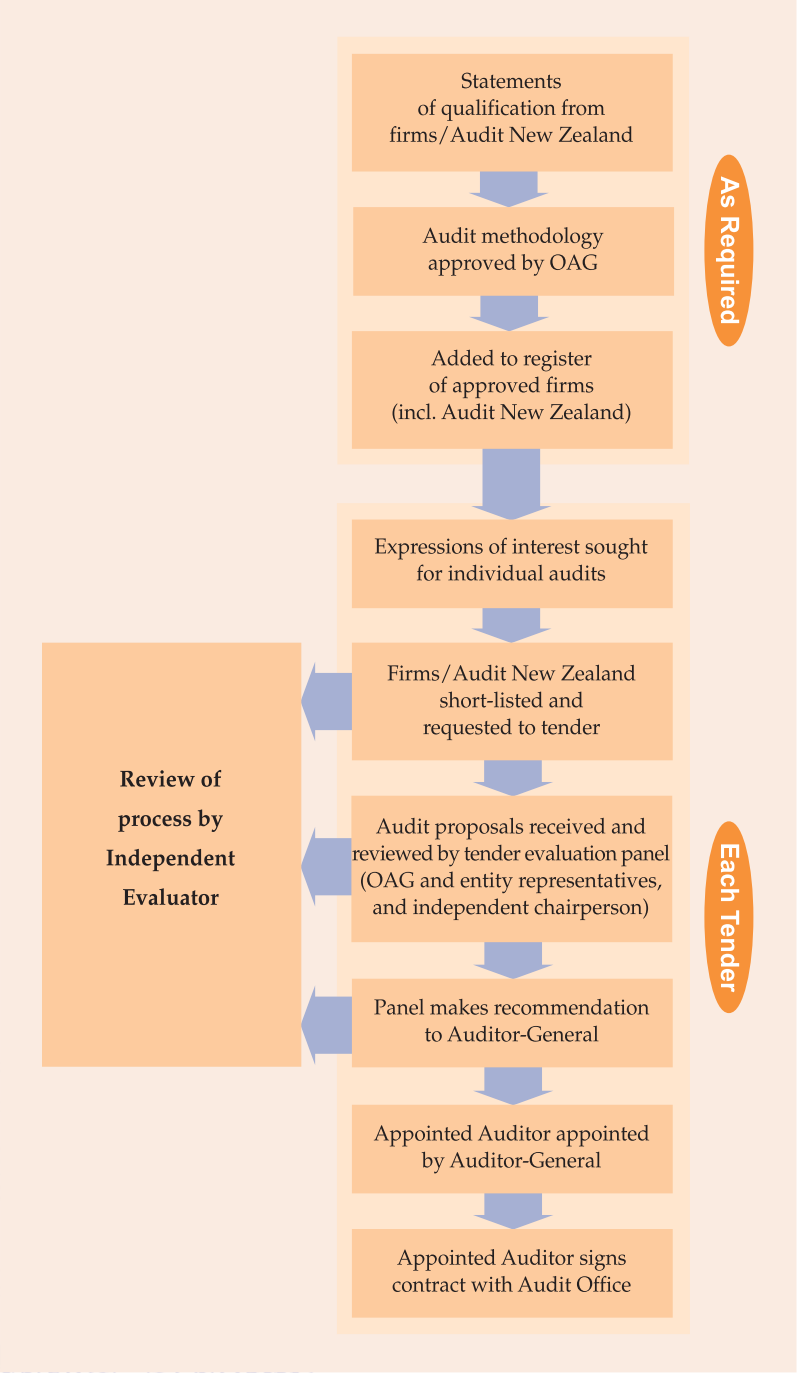 Statements
of qualification from
firms/Audit New Zealand
As Required
Audit methodology
approved by OAG
Added to register
of approved firms
(incl. Audit New Zealand)
Expressions of interest sought
for individual audits
Firms/Audit New Zealand
short-listed and
requested to tender
Review of
process by
Independent
Evaluator
Audit proposals received and
reviewed by tender evaluation panel
(OAG and entity representatives,
and independent chairperson)
Each Tender
Panel makes recommendation
to Auditor-General
Appointed Auditor appointed
by Auditor-General
Appointed Auditor signs
contract with Audit Office